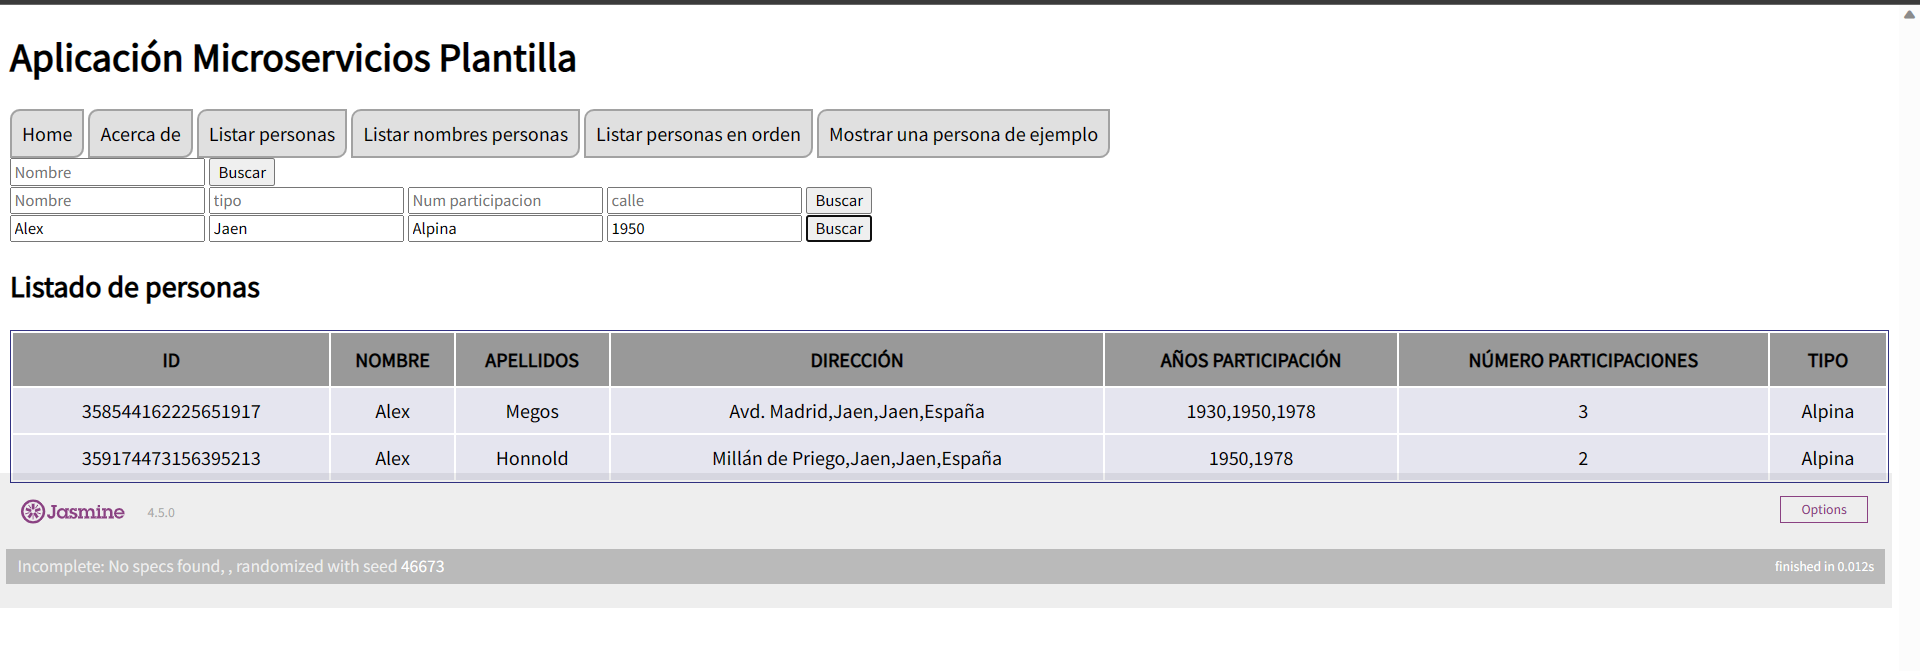 Aplicación Microservicios Plantilla
Home Acerca de Listar personas Listar nombres personas Listar personas en orden Mostrar una persona de ejemplo
Nombre Buscar
Nombre tipo Num participacion calle Buscar
Alex Jaen Alpina 1950 Buscar
Listado de personas
ID NOMBRE APELLIDOS DIRECCIÓN AÑOS PARTICIPACIÓN NÚMERO PARTICIPACIONES TIPO
358544162225651917 Alex Megos Avd. Madrid,Jaen,Jaen,España 1930,1950,1978 3 Alpina
359174473156395213 Alex Honnold Millán de Priego,Jaen,Jaen,España 1950,1978 2 Alpina
Jasmine 4.5.0 Options
Incomplete: No specs found, , randomized with seed 46673 finished in 0.012s